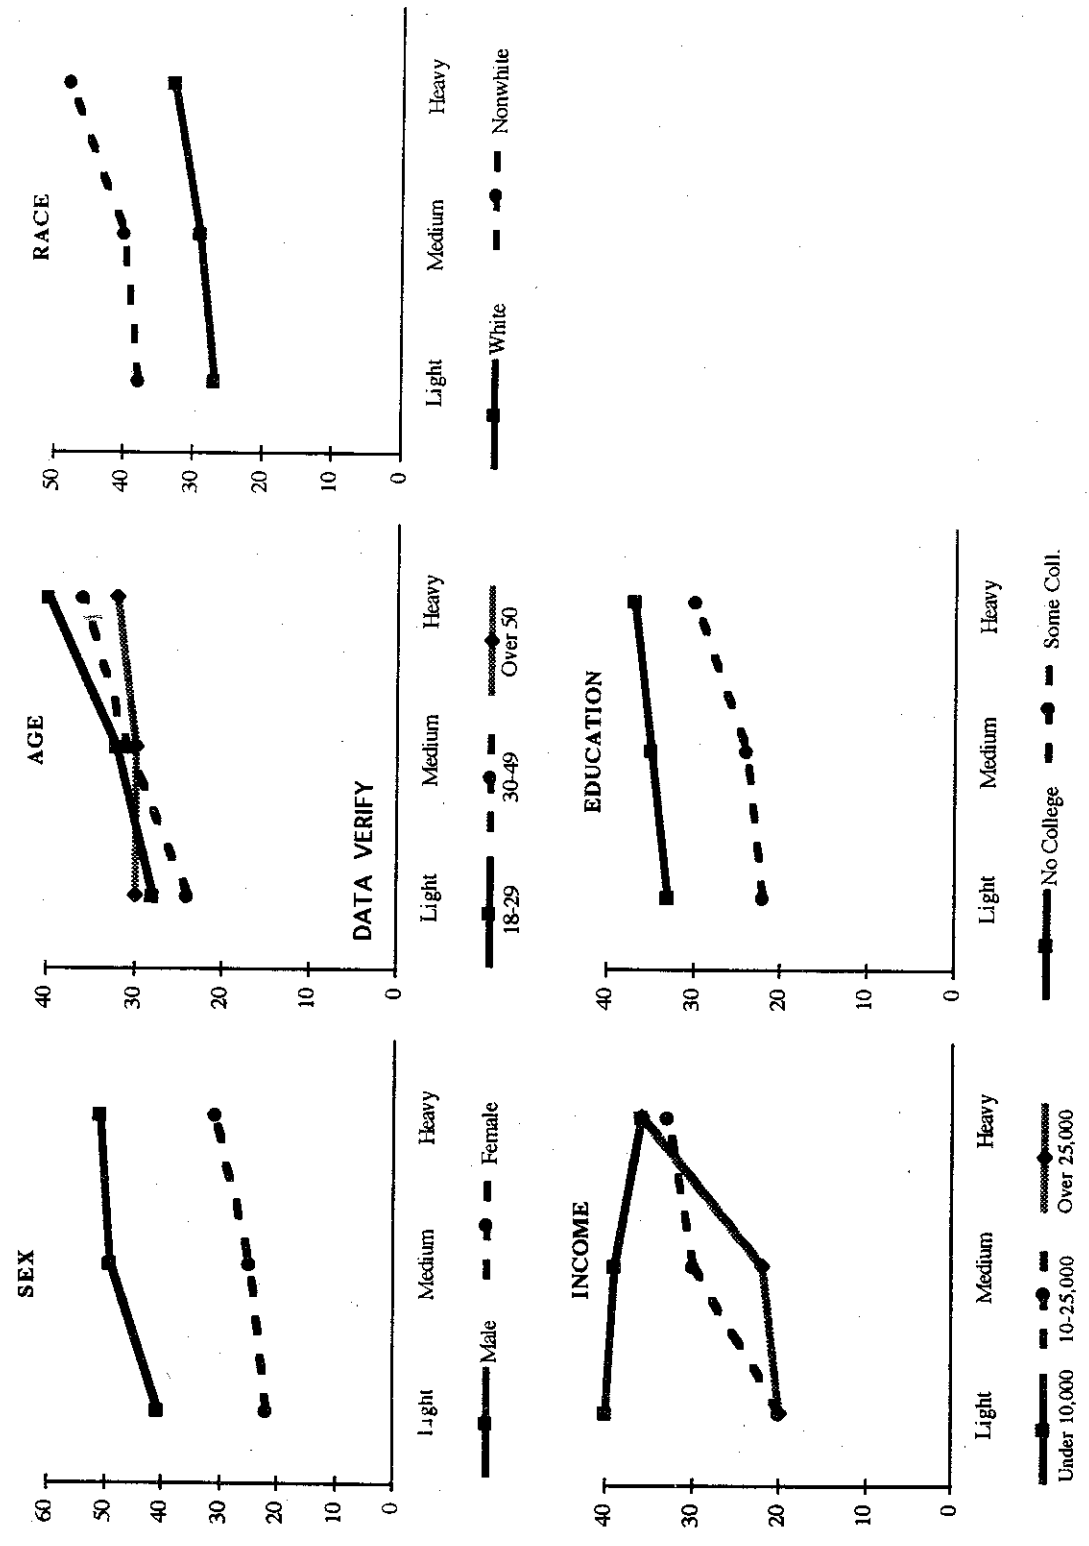 SEX
60
50
40
30
20
10
0
Light Medium Heavy
Male Female
AGE
40
30
20
10
0
DATA VERIFY
Light Medium Heavy
18-29 30-49 Over 50
RACE
50
40
30
20
10
0
Light Medium Heavy
White Nonwhite
INCOME
40
30
20
10
0
Light Medium Heavy
Under 10,000 10-25,000 Over 25,000
EDUCATION
40
30
20
10
0
Light Medium Heavy
No College Some Coll.